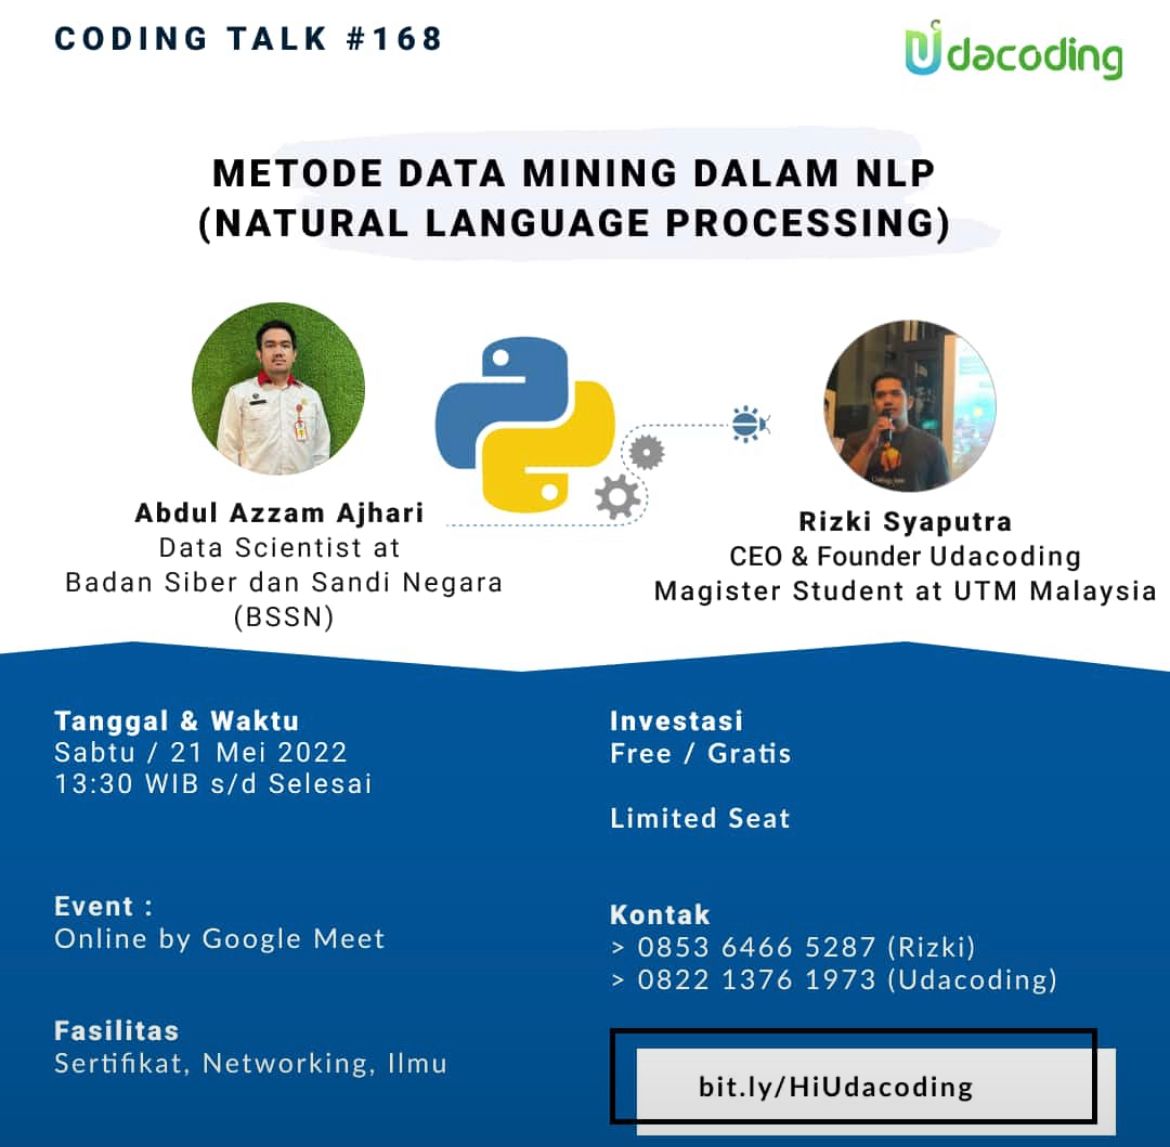 CODING TALK #168
Udacoding
METODE DATA MINING DALAM NLP
(NATURAL LANGUAGE PROCESSING)
Abdul Azzam Ajhari
Data Scientist at
Badan Siber dan Sandi Negara
(BSSN)
Rizki Syaputra
CEO & Founder Udacoding
Magister Student at UTM Malaysia
Tanggal & Waktu
Sabtu / 21 Mei 2022
13:30 WIB s/d Selesai
Event :
Online by Google Meet
Fasilitas
Sertifikat, Networking, Ilmu
Investasi
Free / Gratis
Limited Seat
Kontak
> 0853 6466 5287 (Rizki)
> 0822 1376 1973 (Udacoding)
bit.ly/HiUdacoding